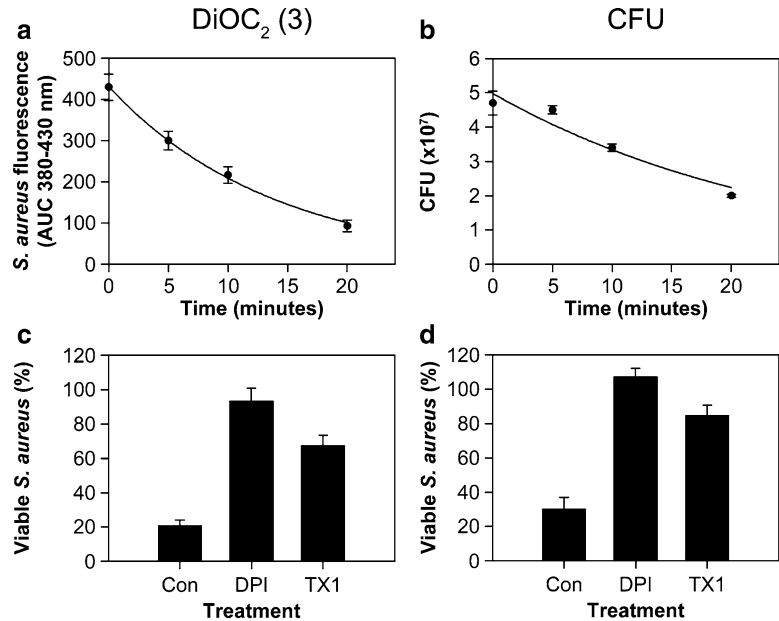 DiOC2 (3)
CFU
a
b
S. aureus fluorescence
(AUC 380-430 nm)
500
400
300
200
100
0
0 5 10 15 20
Time (minutes)
CFU (x10⁷)
6
5
4
3
2
1
0
0 5 10 15 20
Time (minutes)
c
d
Viable S. aureus (%)
120
100
80
60
40
20
0
Con DPI TX1
Treatment
Viable S. aureus (%)
120
100
80
60
40
20
0
Con DPI TX1
Treatment